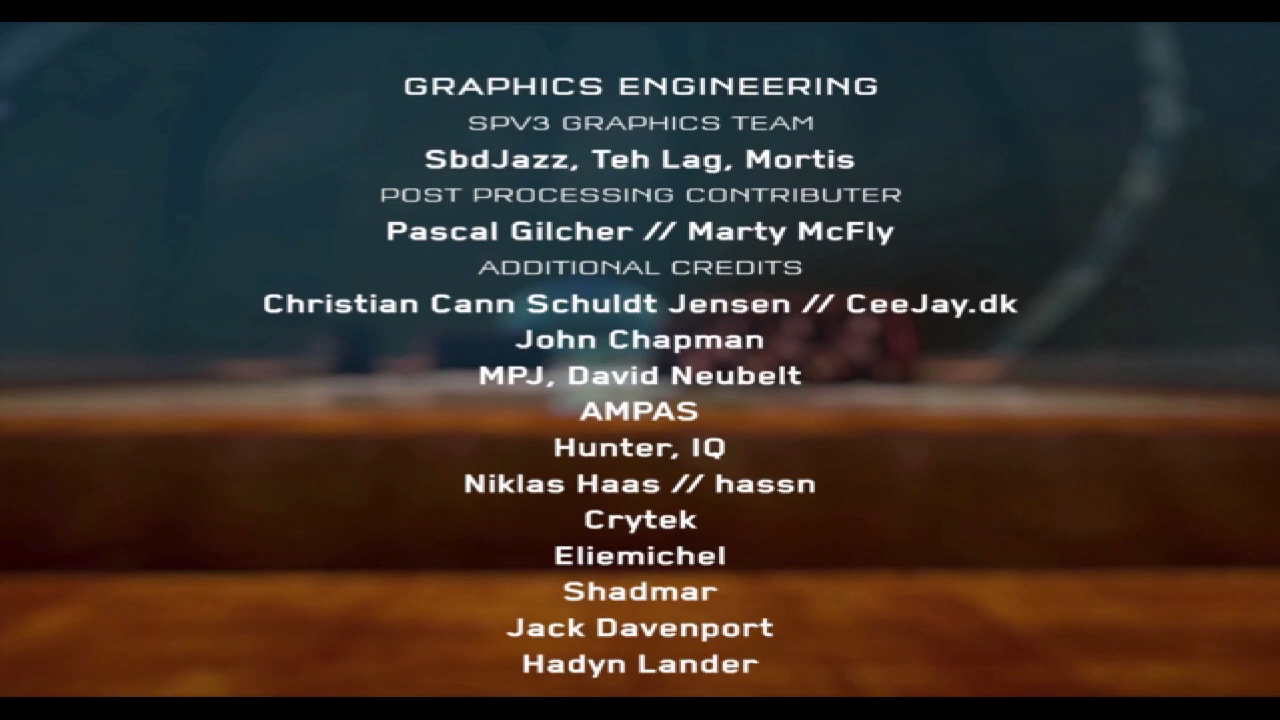 GRAPHICS ENGINEERING
SPV3 GRAPHICS TEAM
SbdJazz, Teh Lag, Mortis
POST PROCESSING CONTRIBUTER
Pascal Gilcher // Marty McFly
ADDITIONAL CREDITS
Christian Cann Schuldt Jensen // CeeJay.dk
John Chapman
MPJ, David Neubelt
AMPAS
Hunter, IQ
Niklas Haas // hassn
Crytek
Eliemichel
Shadmar
Jack Davenport
Hadyn Lander